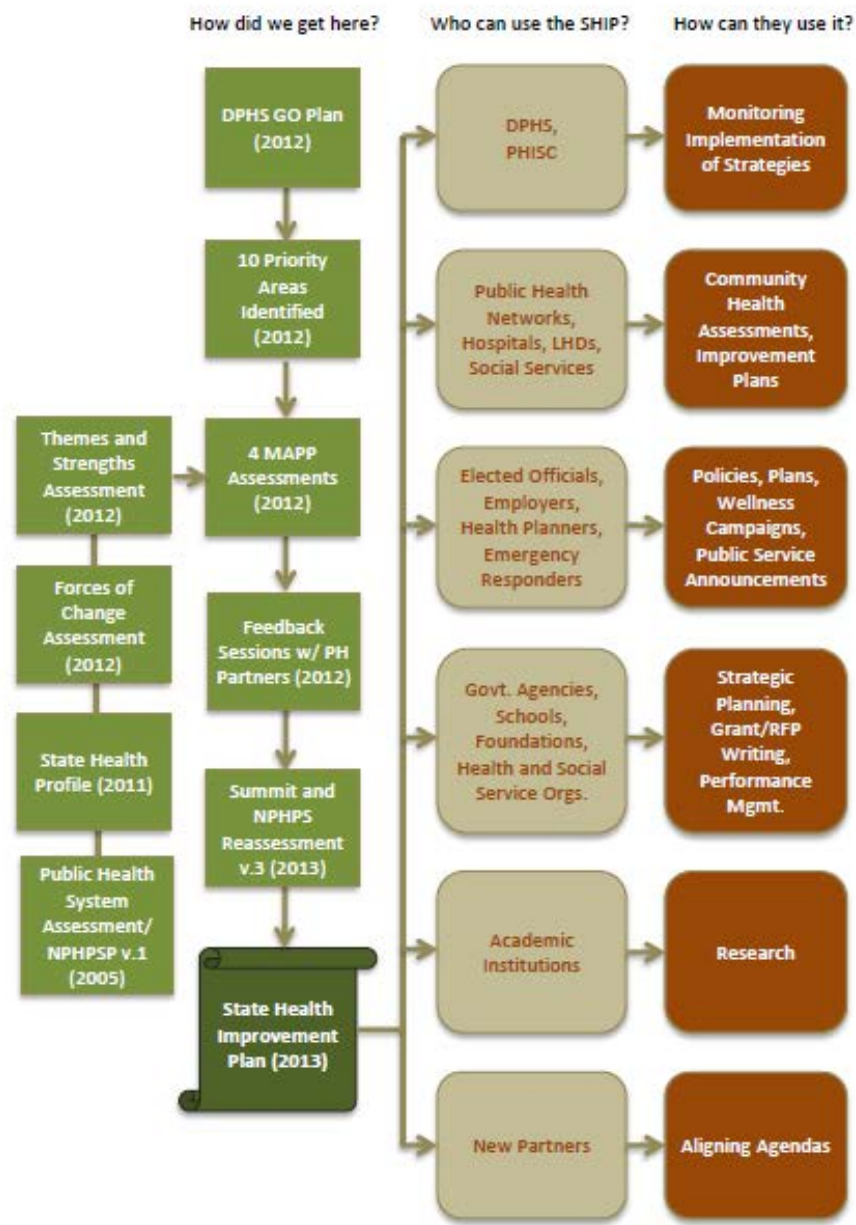 How did we get here?
Who can use the SHIP?
How can they use it?
DPHS GO Plan
(2012)
10 Priority
Areas
Identified
(2012)
4 MAPP
Assessments
(2012)
Feedback
Sessions w/ PH
Partners (2012)
Summit and
NPHPS
Reassessment
v.3 (2013)
State Health
Improvement
Plan (2013)
Themes and
Strengths
Assessment
(2012)
Forces of
Change
Assessment
(2012)
State Health
Profile (2011)
Public Health
System
Assessment/
NPHPSP v.1
(2005)
DPHS,
PHISC
Monitoring
Implementation
of Strategies
Public Health
Networks,
Hospitals, LHDs,
Social Services
Community
Health
Assessments,
Improvement
Plans
Elected Officials,
Employers,
Health Planners,
Emergency
Responders
Policies, Plans,
Wellness
Campaigns,
Public Service
Announcements
Govt. Agencies,
Schools,
Foundations,
Health and Social
Service Orgs.
Strategic
Planning,
Grant/RFP
Writing,
Performance
Mgmt.
Academic
Institutions
Research
New Partners
Aligning Agendas